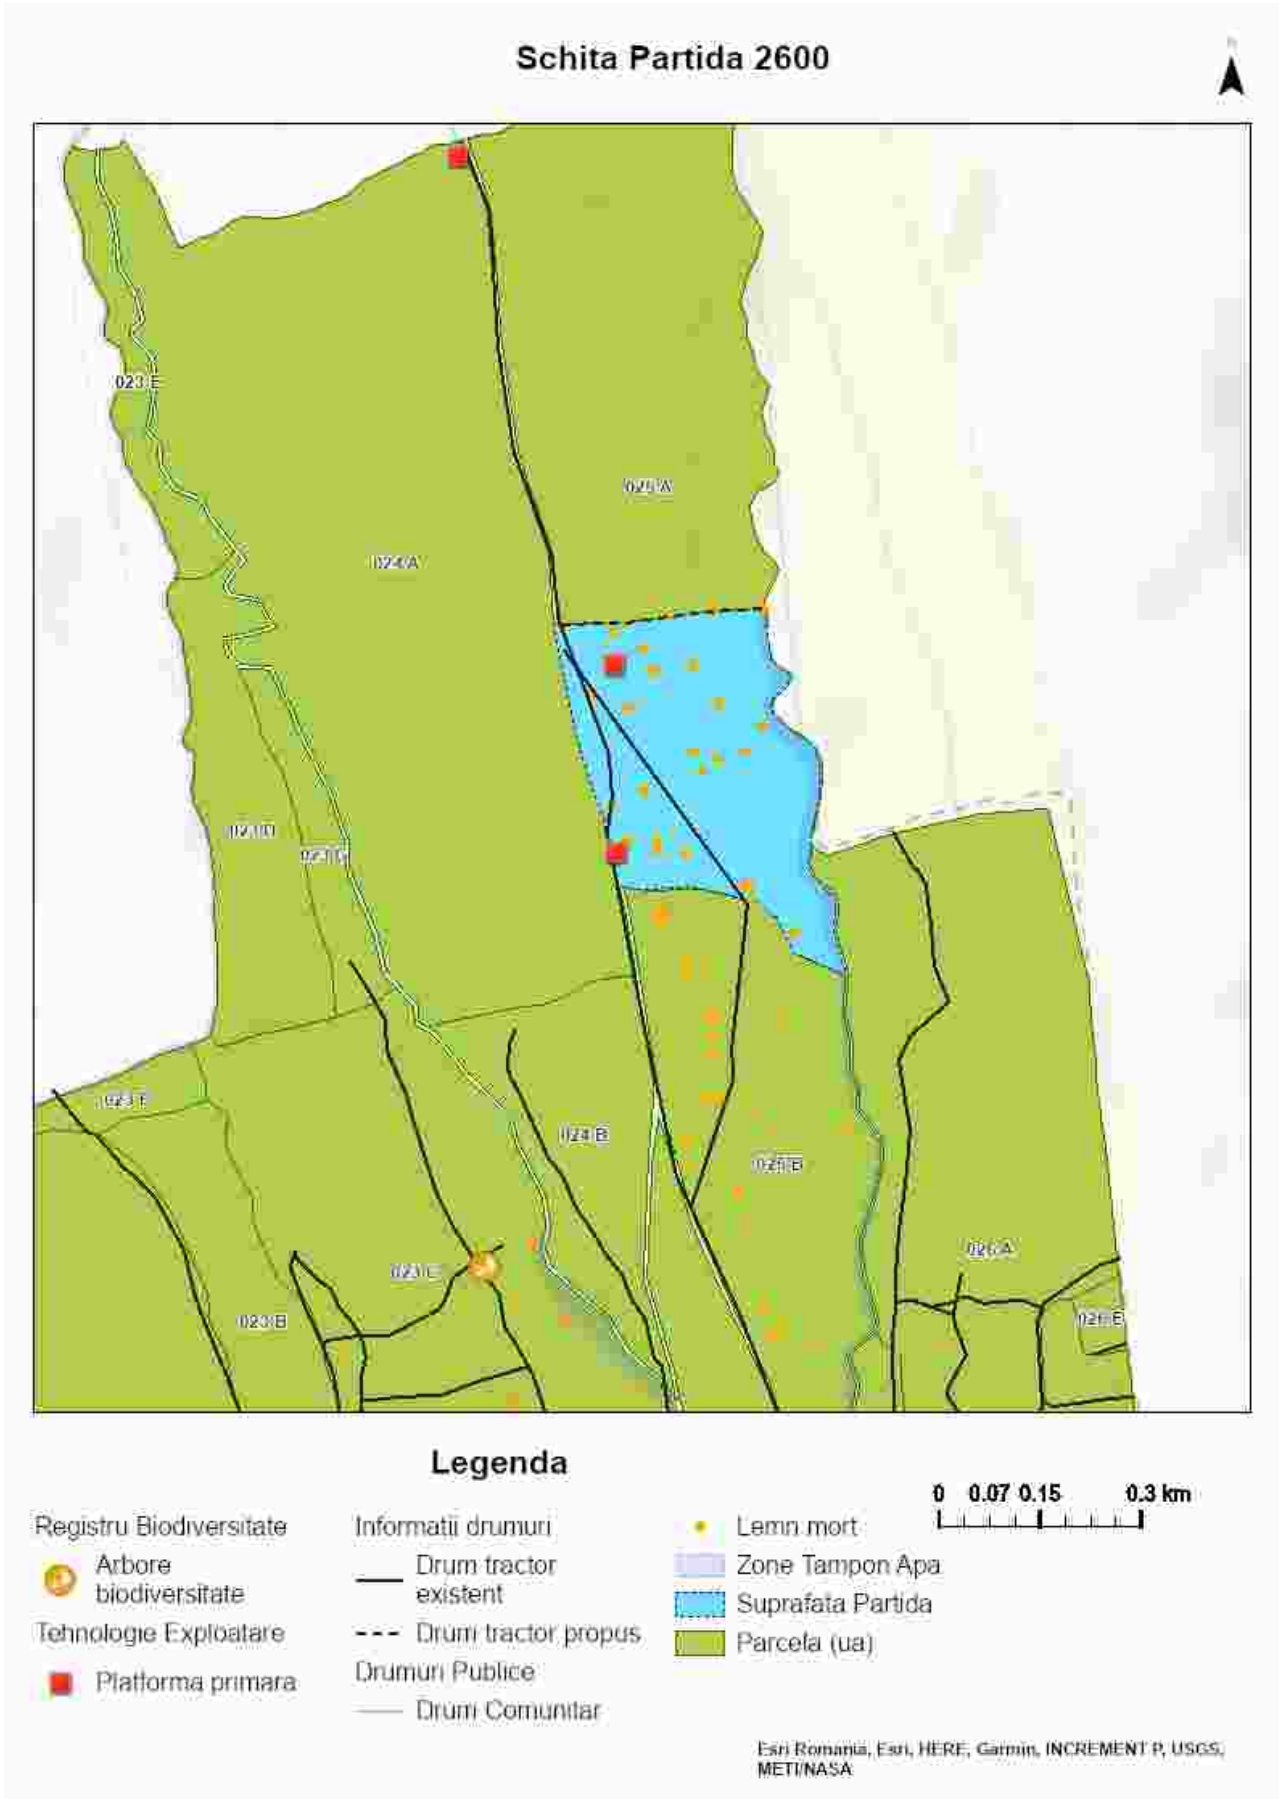 Schita Partida 2600
023 E
025 A
024 A
023 D
024 B
025 B
023 C
026 A
023 B
026 E
Legenda
0 0.07 0.15 0.3 km
Registru Biodiversitate
Informatii drumuri
Lemn mort
Arbore
biodiversitate
Drum tractor
existent
Zone Tampon Apa
Suprafata Partida
Tehnologie Exploatare
Drum tractor propus
Parcela (ua)
Platforma primara
Drumuri Publice
Drum Comunitar
Esri Romania, Esri, HERE, Garmin, INCREMENT P, USGS,
METI/NASA